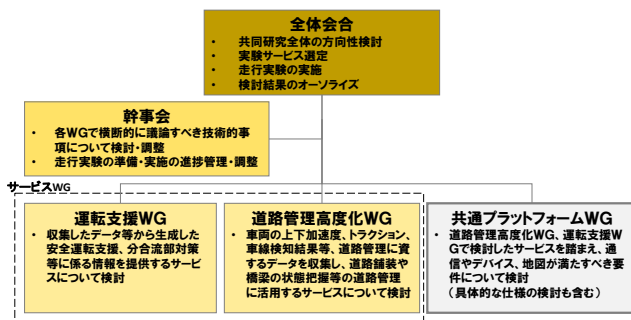 全体会合
・ 共同研究全体の方向性検討
・ 実験サービス選定
・ 走行実験の実施
・ 検討結果のオーソライズ
幹事会
・ 各WGで横断的に議論すべき技術的事
項について検討・調整
・ 走行実験の準備・実施の進捗管理・調整
サービスWG
運転支援WG
・ 収集したデータ等から生成した
安全運転支援、分合流部対策
等に係る情報を提供するサービ
スについて検討
道路管理高度化WG
・ 車両の上下加速度、トラクション、
車線検知結果等、道路管理に資
するデータを収集し、道路舗装や
橋梁の状態把握等の道路管理
に活用するサービスについて検討
共通プラットフォームWG
・ 道路管理高度化WG、運転支援W
Gで検討したサービスを踏まえ、通
信やデバイス、地図が満たすべき要
件について検討
（具体的な仕様の検討も含む）